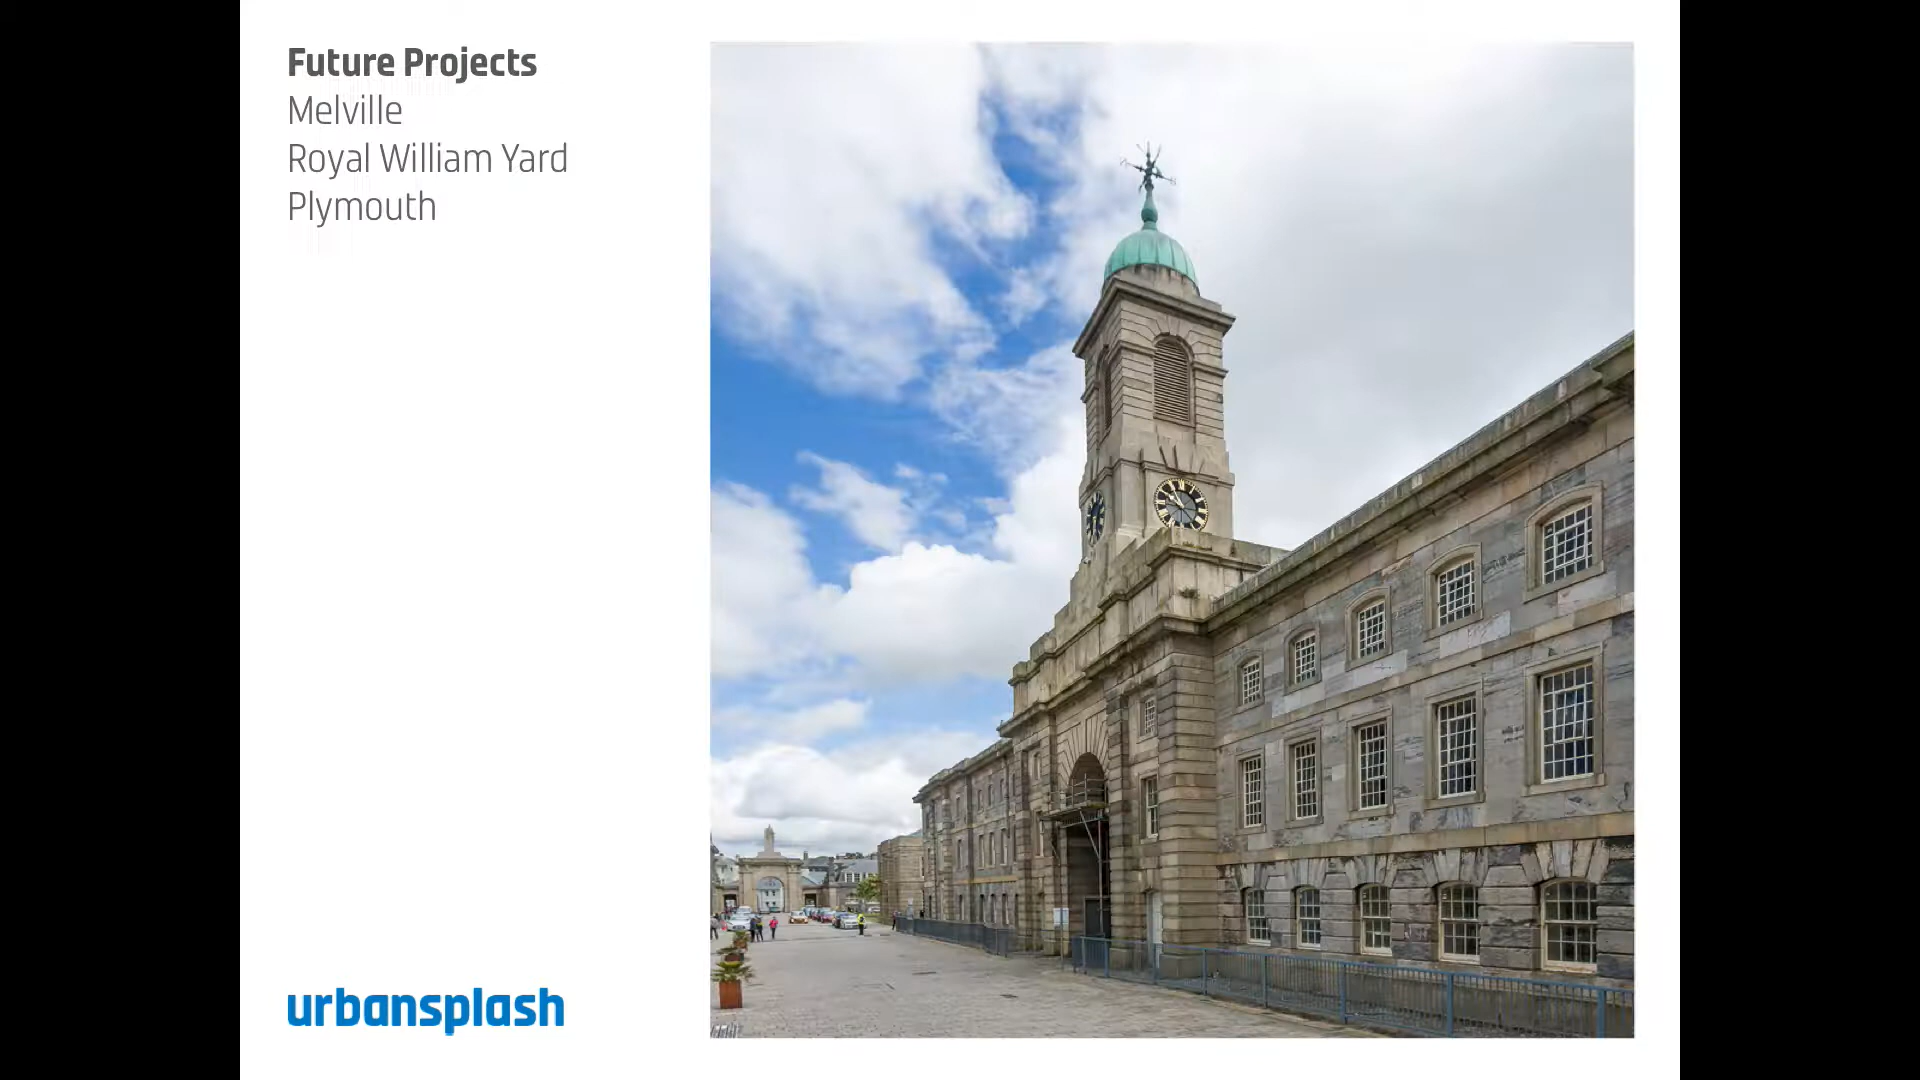 Future Projects
Melville
Royal William Yard
Plymouth
urbansplash